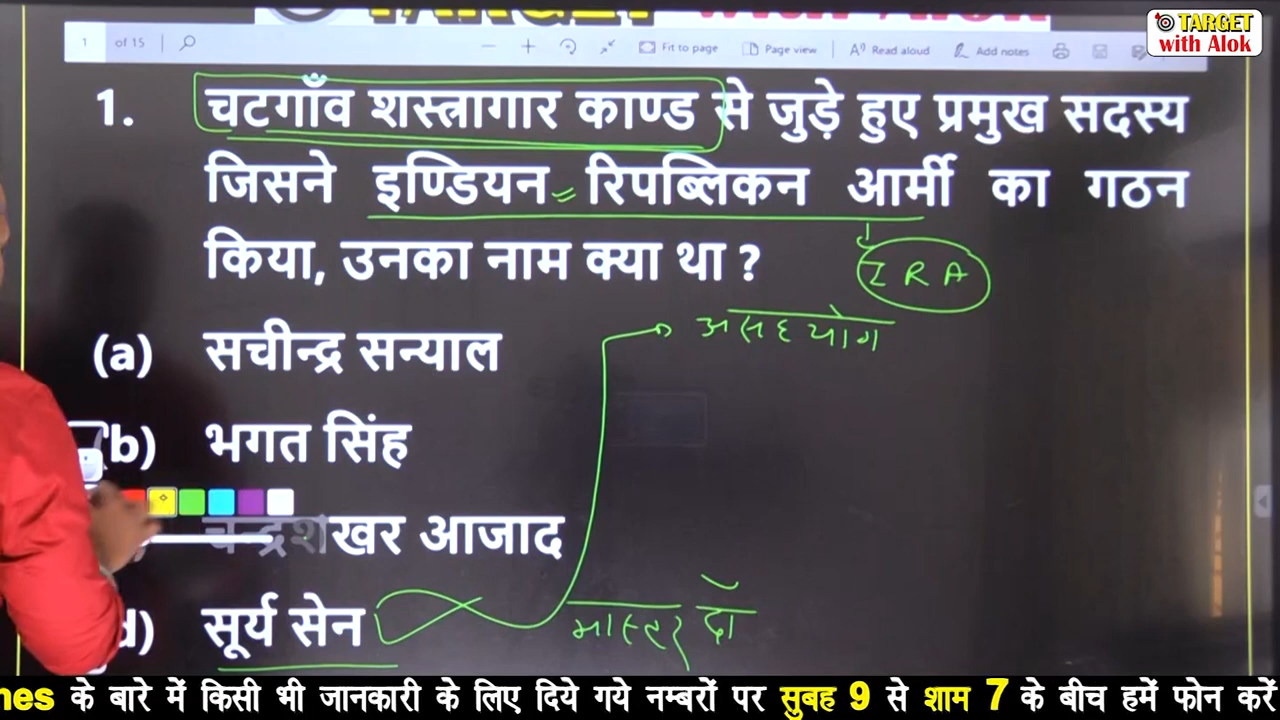 TARGET
with Alok
1 of 15 Fit to page Page view Read aloud Add notes
1. चटगाँव शस्त्रागार काण्ड से जुड़े हुए प्रमुख सदस्य
जिसने इण्डियन रिपब्लिकन आर्मी का गठन
किया, उनका नाम क्या था ?
IRA
असहयोग
(a) सचीन्द्र सन्याल
(b) भगत सिंह
चन्द्रशेखर आजाद
(d) सूर्य सेन
मास्टर दाॅ
के बारे में किसी भी जानकारी के लिए दिये गये नम्बरों पर सुबह 9 से शाम 7 के बीच हमें फोन करें